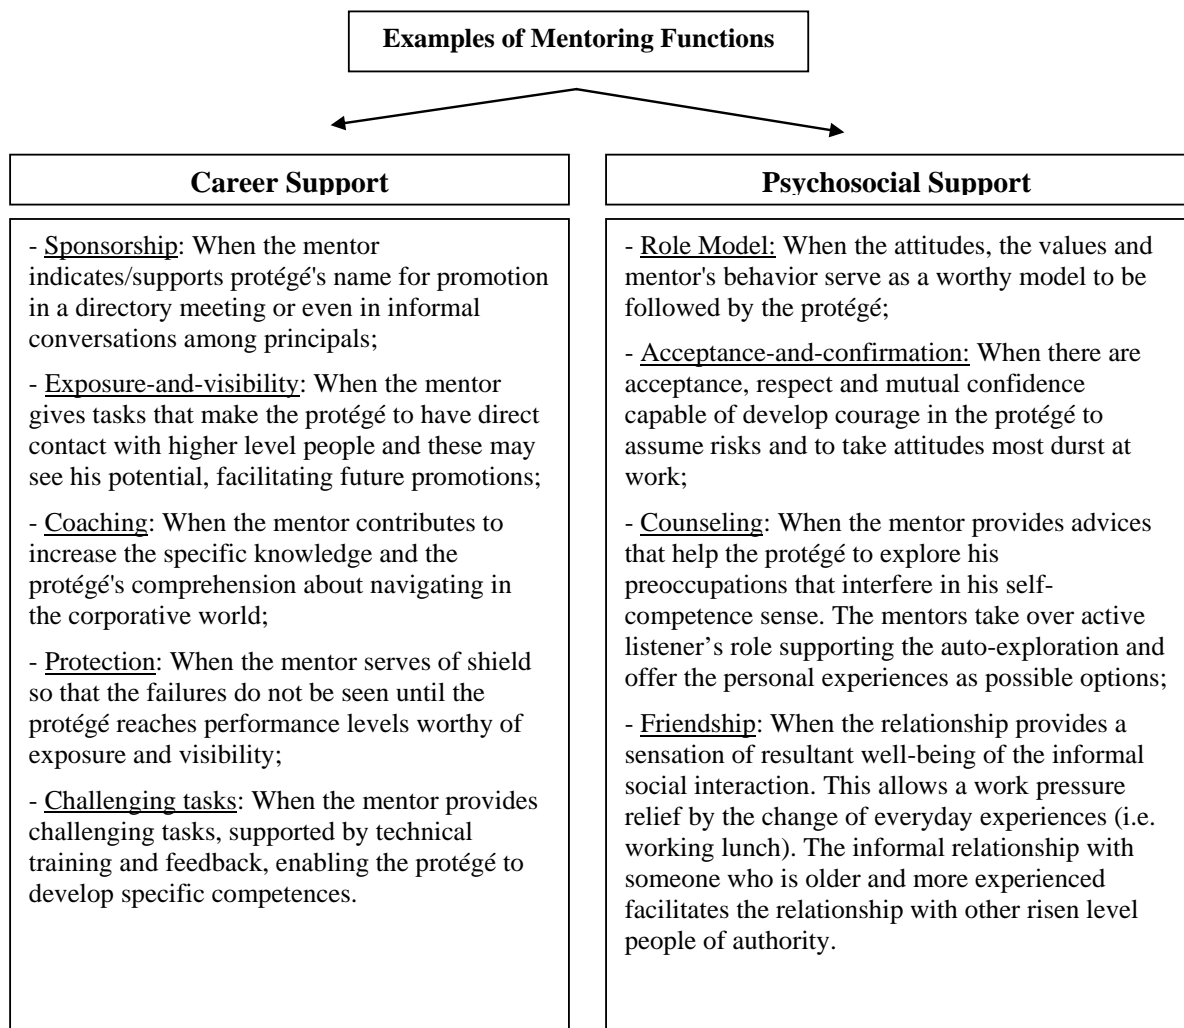 Examples of Mentoring Functions
Career Support
- Sponsorship: When the mentor
indicates/supports protégé's name for promotion
in a directory meeting or even in informal
conversations among principals;
- Exposure-and-visibility: When the mentor
gives tasks that make the protégé to have direct
contact with higher level people and these may
see his potential, facilitating future promotions;
- Coaching: When the mentor contributes to
increase the specific knowledge and the
protégé's comprehension about navigating in
the corporative world;
- Protection: When the mentor serves of shield
so that the failures do not be seen until the
protégé reaches performance levels worthy of
exposure and visibility;
- Challenging tasks: When the mentor provides
challenging tasks, supported by technical
training and feedback, enabling the protégé to
develop specific competences.
Psychosocial Support
- Role Model: When the attitudes, the values and
mentor's behavior serve as a worthy model to be
followed by the protégé;
- Acceptance-and-confirmation: When there are
acceptance, respect and mutual confidence
capable of develop courage in the protégé to
assume risks and to take attitudes most durst at
work;
- Counseling: When the mentor provides advices
that help the protégé to explore his
preoccupations that interfere in his self-
competence sense. The mentors take over active
listener’s role supporting the auto-exploration and
offer the personal experiences as possible options;
- Friendship: When the relationship provides a
sensation of resultant well-being of the informal
social interaction. This allows a work pressure
relief by the change of everyday experiences (i.e.
working lunch). The informal relationship with
someone who is older and more experienced
facilitates the relationship with other risen level
people of authority.